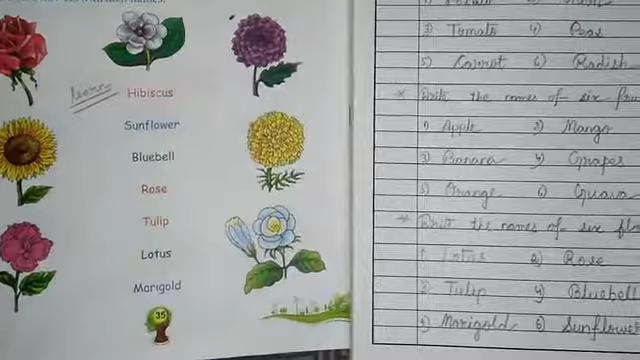 learn
Hibiscus
Sunflower
Bluebell
Rose
Tulip
Lotus
Marigold
35
3) Tomato 4) Peas
5) Carrot 6) Radish
* Write the names of six
1) Apple 2) Mango
3) Banana 4) Grapes
5) Orange 6) Guava
* Write the names of six
1. Lotus 2) Rose
3) Tulip 4) Bluebell
5) Marigold 6) Sunflower